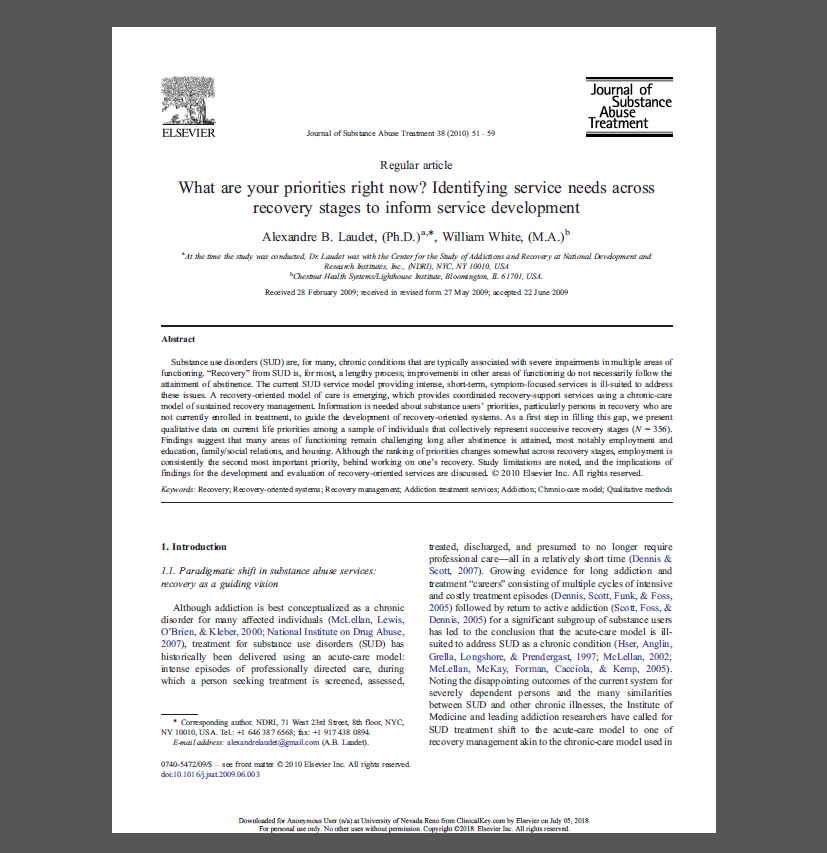 ELSEVIER
Journal of Substance Abuse Treatment 38 (2010) 51–59
Journal of
Substance
Abuse
Treatment
Regular article
What are your priorities right now? Identifying service needs across
recovery stages to inform service development
Alexandre B. Laudet, (Ph.D.)a,*, William White, (M.A.)b
aAt the time the study was conducted, Dr. Laudet was with the Center for the Study of Addictions and Recovery at National Development and
Research Institutes, Inc., (NDRI), NYC, NY 10010, USA
bChestnut Health Systems/Lighthouse Institute, Bloomington, IL 61701, USA.
Received 28 February 2009; received in revised form 27 May 2009; accepted 22 June 2009
Abstract
Substance use disorders (SUD) are, for many, chronic conditions that are typically associated with severe impairments in multiple areas of
functioning. “Recovery” from SUD is, for most, a lengthy process; improvements in other areas of functioning do not necessarily follow the
attainment of abstinence. The current SUD service model providing intense, short-term, symptom-focused services is ill-suited to address
these issues. A recovery-oriented model of care is emerging, which provides coordinated recovery-support services using a chronic-care
model of sustained recovery management. Information is needed about substance users’ priorities, particularly persons in recovery who are
not currently enrolled in treatment, to guide the development of recovery-oriented systems. As a first step in filling this gap, we present
qualitative data on current life priorities among a sample of individuals that collectively represent successive recovery stages (N = 356).
Findings suggest that many areas of functioning remain challenging long after abstinence is attained, most notably employment and
education, family/social relations, and housing. Although the ranking of priorities changes somewhat across recovery stages, employment is
consistently the second most important priority, behind working on one’s recovery. Study limitations are noted, and the implications of
findings for the development and evaluation of recovery-oriented services are discussed. © 2010 Elsevier Inc. All rights reserved.
Keywords: Recovery; Recovery-oriented systems; Recovery management; Addiction treatment services; Addiction; Chronic-care model; Qualitative methods
1. Introduction
1.1. Paradigmatic shift in substance abuse services:
recovery as a guiding vision
Although addiction is best conceptualized as a chronic
disorder for many affected individuals (McLellan, Lewis,
O’Brien, & Kleber, 2000; National Institute on Drug Abuse,
2007), treatment for substance use disorders (SUD) has
historically been delivered using an acute-care model:
intense episodes of professionally directed care, during
which a person seeking treatment is screened, assessed,
treated, discharged, and presumed to no longer require
professional care—all in a relatively short time (Dennis &
Scott, 2007). Growing evidence for long addiction and
treatment “careers” consisting of multiple cycles of intensive
and costly treatment episodes (Dennis, Scott, Funk, & Foss,
2005) followed by return to active addiction (Scott, Foss, &
Dennis, 2005) for a significant subgroup of substance users
has led to the conclusion that the acute-care model is ill-
suited to address SUD as a chronic condition (Hser, Anglin,
Grella, Longshore, & Prendergast, 1997; McLellan, 2002;
McLellan, McKay, Forman, Cacciola, & Kemp, 2005).
Noting the disappointing outcomes of the current system for
severely dependent persons and the many similarities
between SUD and other chronic illnesses, the Institute of
Medicine and leading addiction researchers have called for
SUD treatment shift to the acute-care model to one of
recovery management akin to the chronic-care model used in
* Corresponding author. NDRI, 71 West 23rd Street, 8th floor, NYC,
NY 10010, USA. Tel.: +1 646 387 6568; fax: +1 917 438 0894.
E-mail address: alexandrelaudet@gmail.com (A.B. Laudet).
0740-5472/09/$ – see front matter © 2010 Elsevier Inc. All rights reserved.
doi:10.1016/j.jsat.2009.06.003
Downloaded for Anonymous User (n/a) at University of Nevada Reno from ClinicalKey.com by Elsevier on July 05, 2018.
For personal use only. No other uses without permission. Copyright ©2018. Elsevier Inc. All rights reserved.